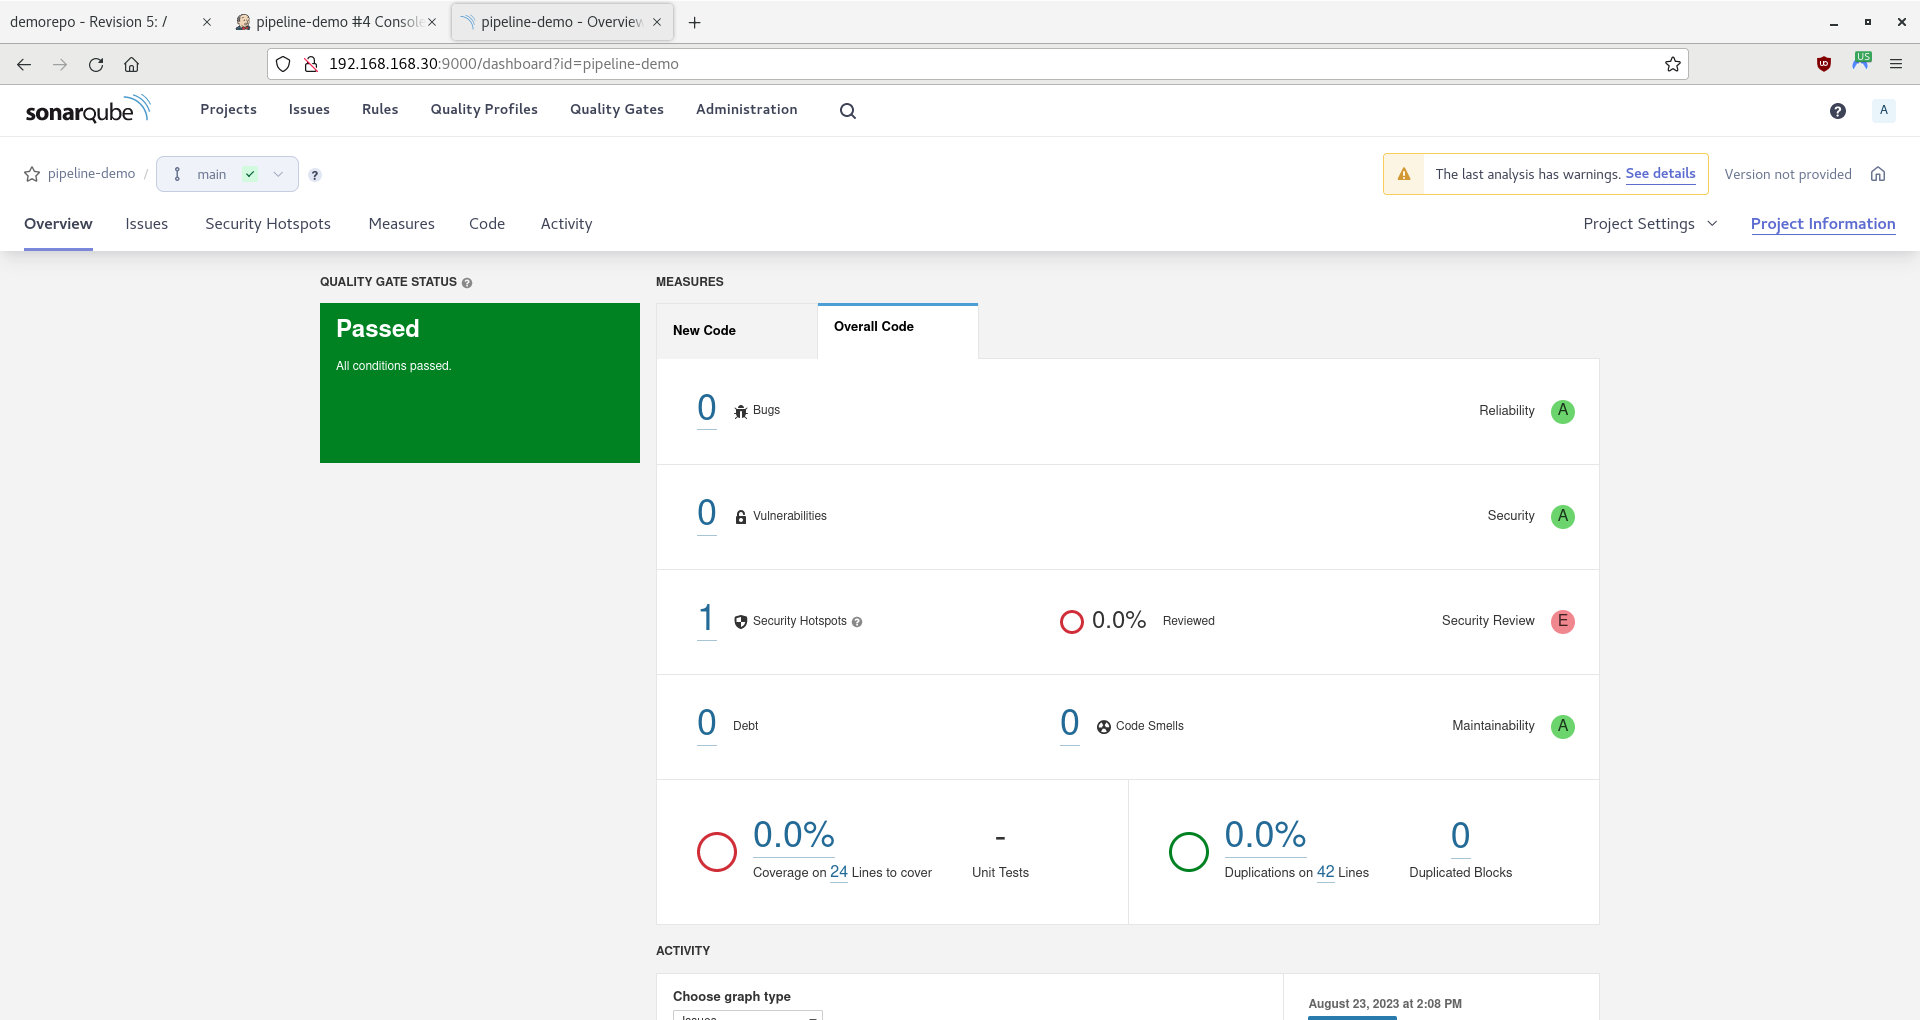 demorepo - Revision 5: /
pipeline-demo #4 Console
pipeline-demo - Overview
192.168.168.30:9000/dashboard?id=pipeline-demo
US
sonarqube
Projects
Issues
Rules
Quality Profiles
Quality Gates
Administration
?
A
pipeline-demo /
main
?
The last analysis has warnings. See details
Version not provided
Overview
Issues
Security Hotspots
Measures
Code
Activity
Project Settings
Project Information
QUALITY GATE STATUS ?
Passed
All conditions passed.
MEASURES
New Code
Overall Code
0 Bugs
Reliability A
0 Vulnerabilities
Security A
1 Security Hotspots ?
0.0% Reviewed
Security Review E
0 Debt
0 Code Smells
Maintainability A
0.0%
Coverage on 24 Lines to cover
-
Unit Tests
0.0%
Duplications on 42 Lines
0
Duplicated Blocks
ACTIVITY
Choose graph type
Issues
August 23, 2023 at 2:08 PM